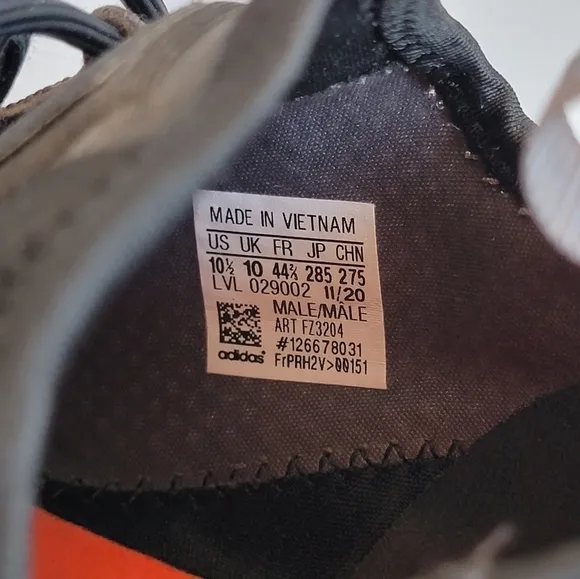 MADE IN VIETNAM
US UK FR JP CHN
10½ 10 44⅔ 285 275
LVL 029002 11/20
MALE/MÂLE
ART FZ3204
#126678031
adidas® FrPRH2V>00151